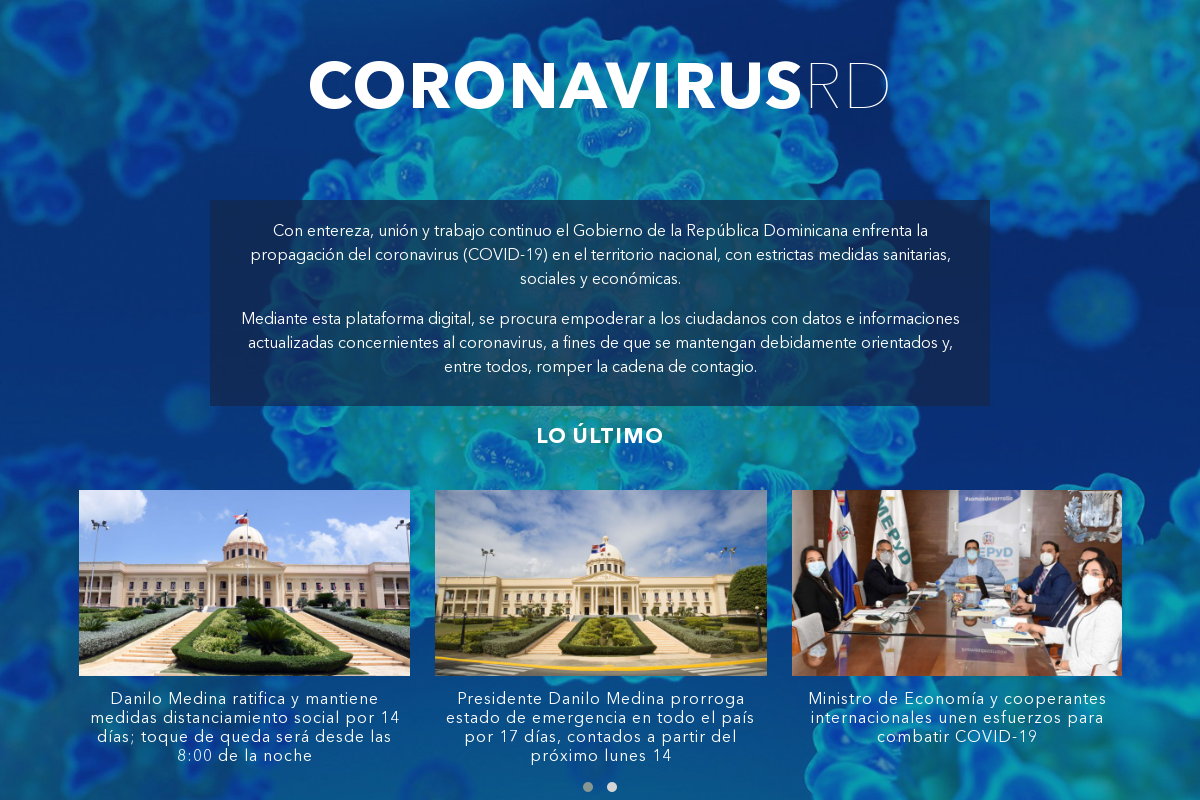 CORONAVIRUSRD
Con entereza, unión y trabajo continuo el Gobierno de la República Dominicana enfrenta la
propagación del coronavirus (COVID-19) en el territorio nacional, con estrictas medidas sanitarias,
sociales y económicas.
Mediante esta plataforma digital, se procura empoderar a los ciudadanos con datos e informaciones
actualizadas concernientes al coronavirus, a fines de que se mantengan debidamente orientados y,
entre todos, romper la cadena de contagio.
LO ÚLTIMO
#somosdesarrollo
MEPyD
MEPyD
Danilo Medina ratifica y mantiene
medidas distanciamiento social por 14
días; toque de queda será desde las
8:00 de la noche
Presidente Danilo Medina prorroga
estado de emergencia en todo el país
por 17 días, contados a partir del
próximo lunes 14
Ministro de Economía y cooperantes
internacionales unen esfuerzos para
combatir COVID-19